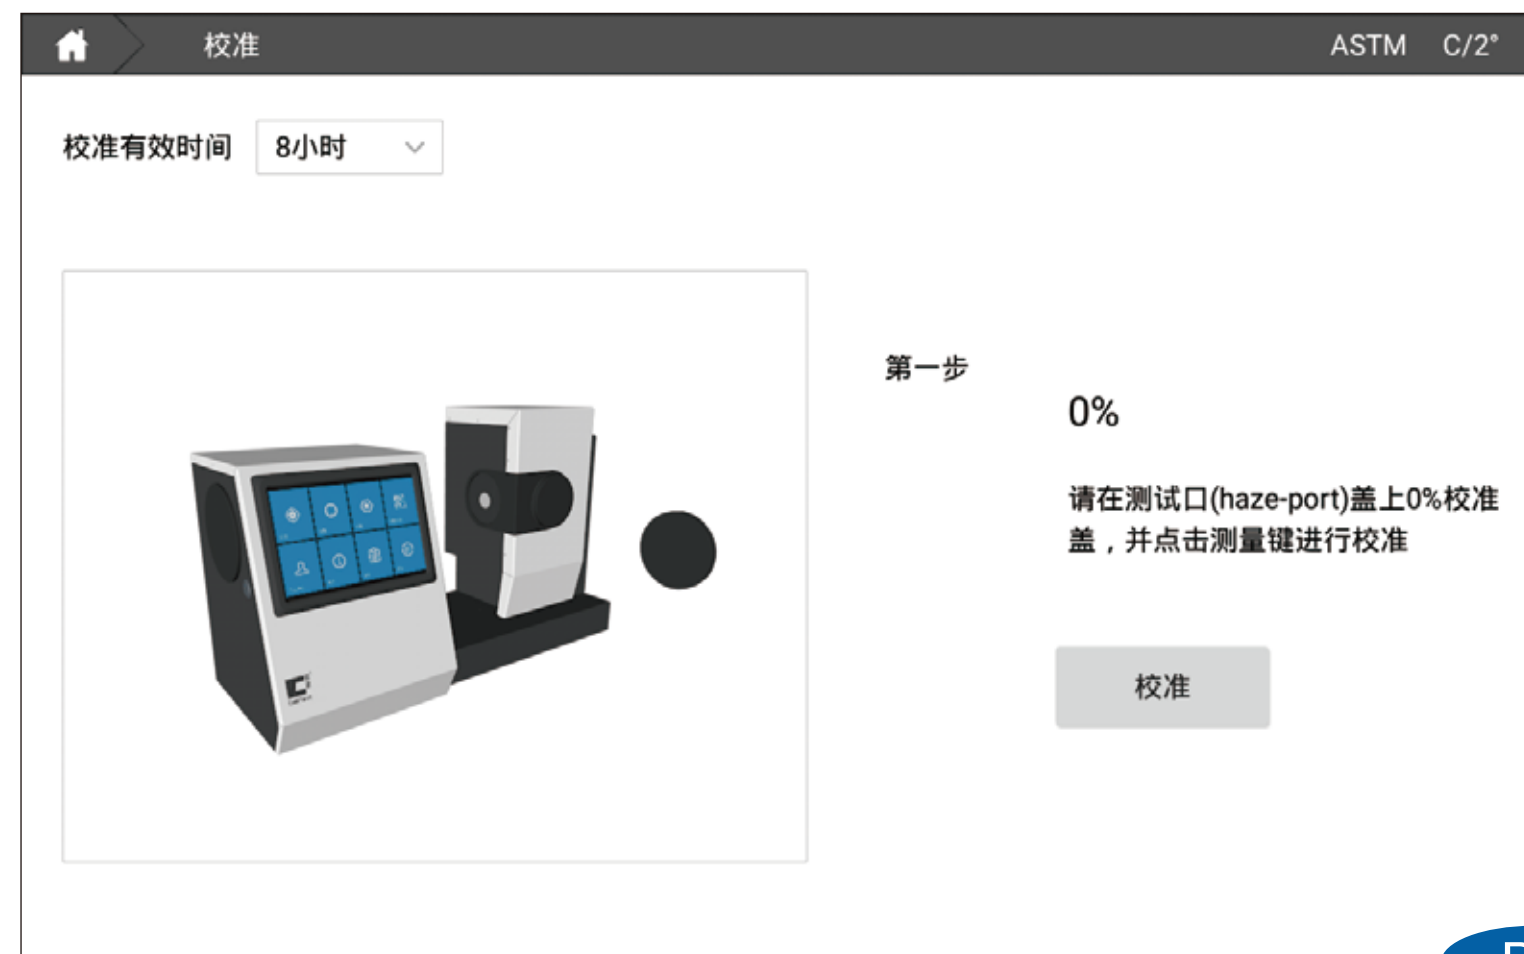 校准
ASTM C/2°
校准有效时间 8小时
第一步
0%
请在测试口(haze-port)盖上0%校准
盖，并点击测量键进行校准
校准